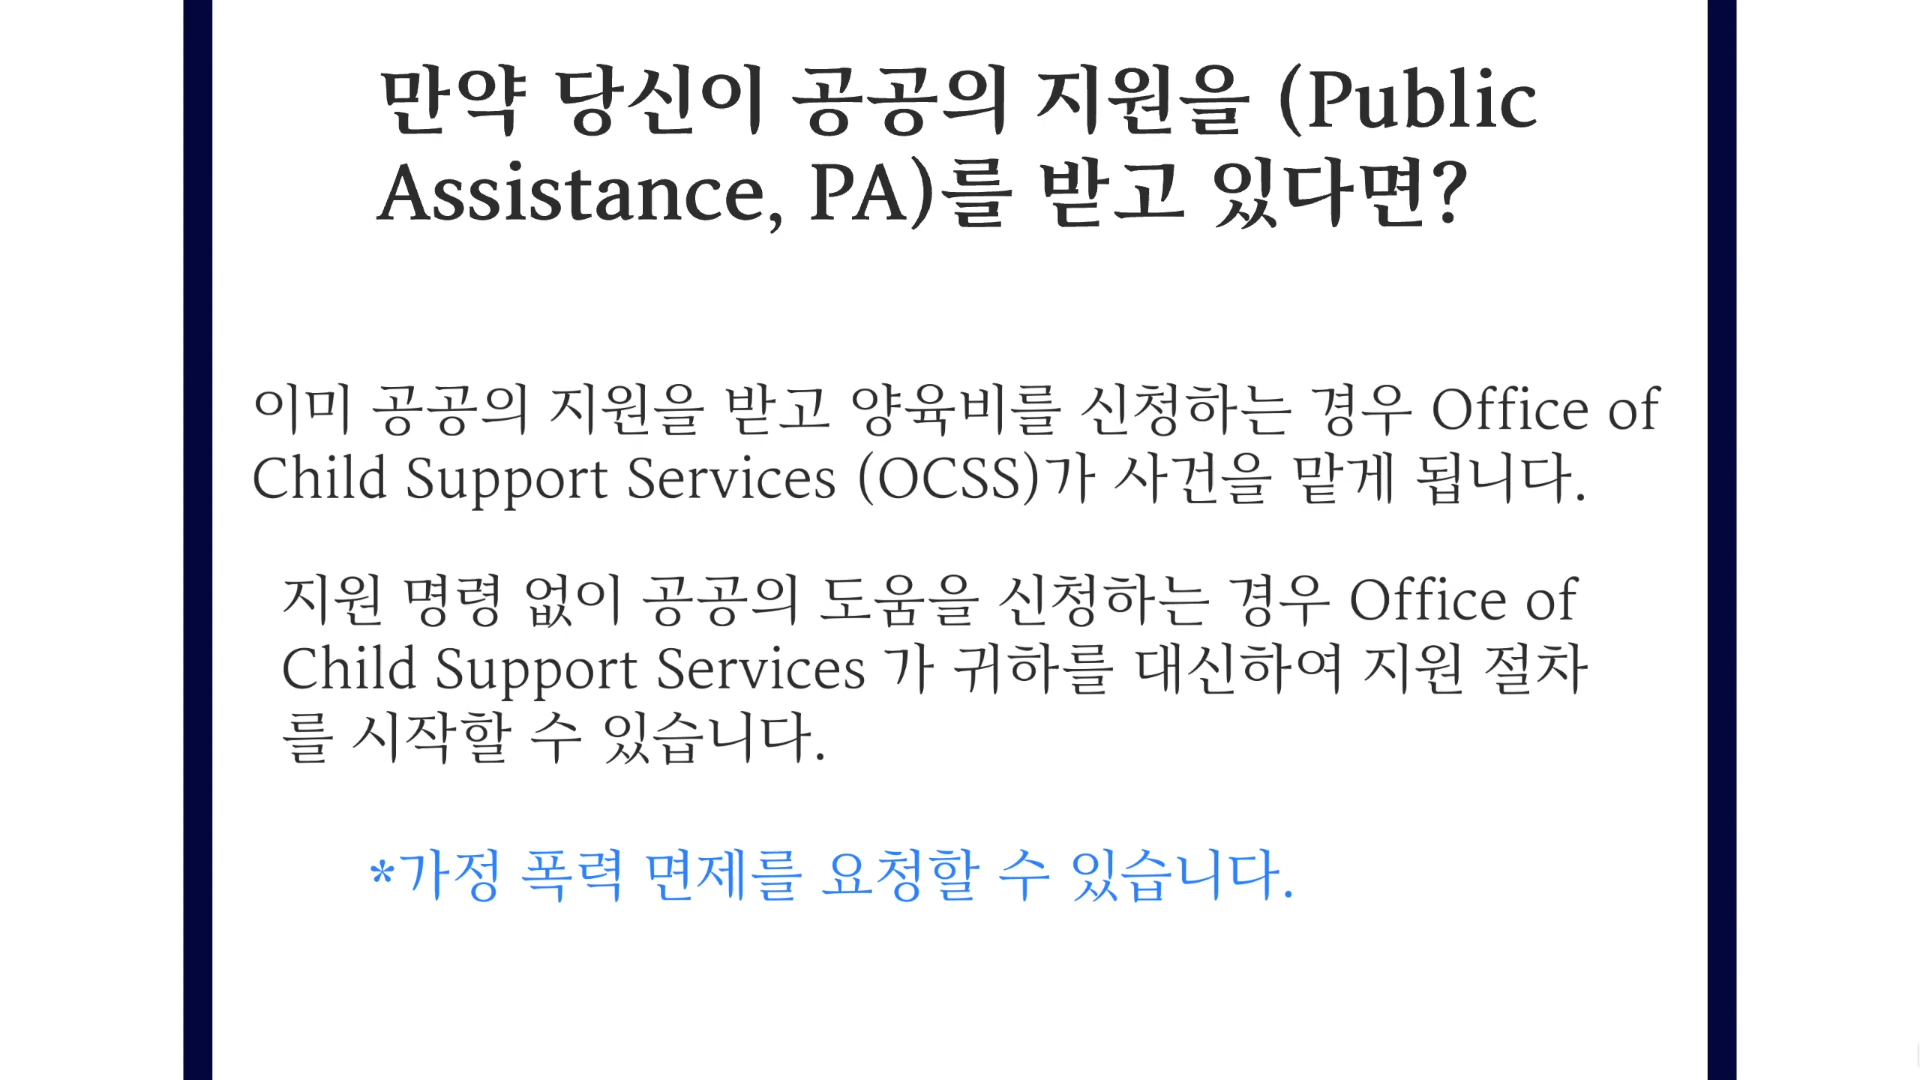 만약 당신이 공공의 지원을 (Public
Assistance, PA)를 받고 있다면?
이미 공공의 지원을 받고 양육비를 신청하는 경우 Office of
Child Support Services (OCSS)가 사건을 맡게 됩니다.
지원 명령 없이 공공의 도움을 신청하는 경우 Office of
Child Support Services 가 귀하를 대신하여 지원 절차
를 시작할 수 있습니다.
*가정 폭력 면제를 요청할 수 있습니다.